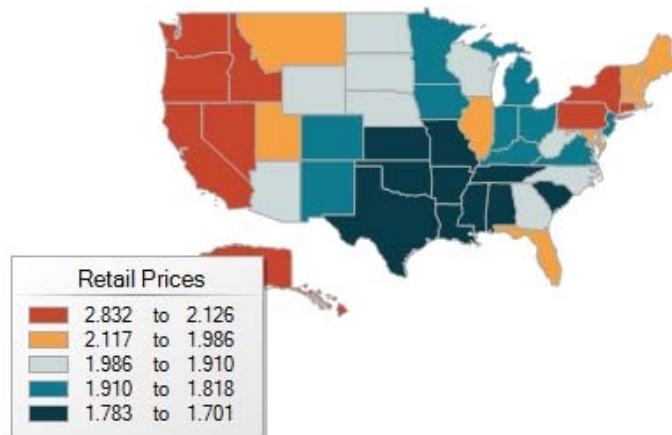 Retail Prices
2.832 to 2.126
2.117 to 1.986
1.986 to 1.910
1.910 to 1.818
1.783 to 1.701